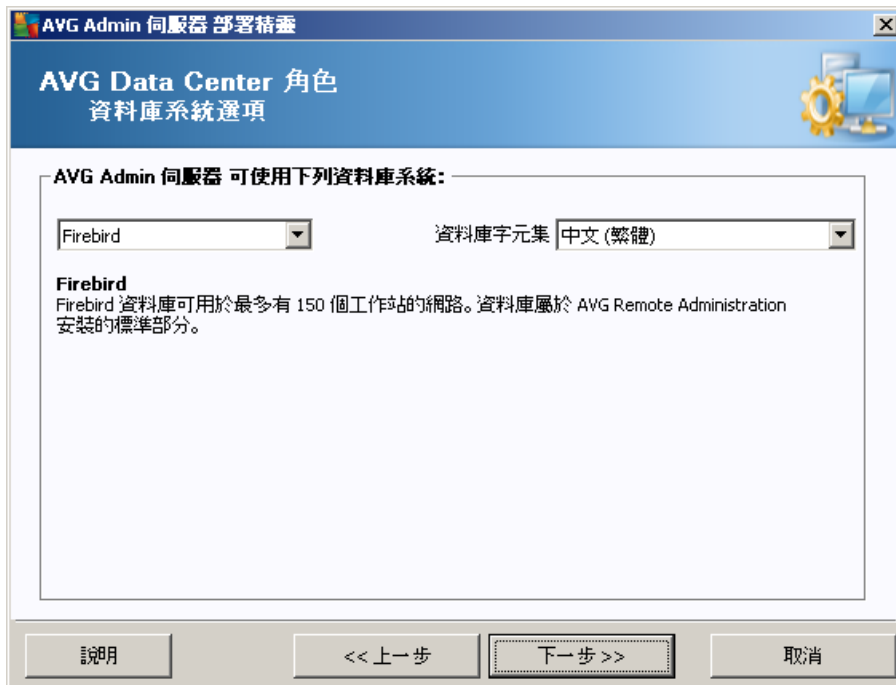 AVG Admin 伺服器 部署精靈
AVG Data Center 角色
資料庫系統選項
AVG Admin 伺服器 可使用下列資料庫系統:
Firebird
資料庫字元集 中文 (繁體)
Firebird
Firebird 資料庫可用於最多有 150 個工作站的網路。資料庫屬於 AVG Remote Administration
安裝的標準部分。
說明
<< 上一步
下一步 >>
取消